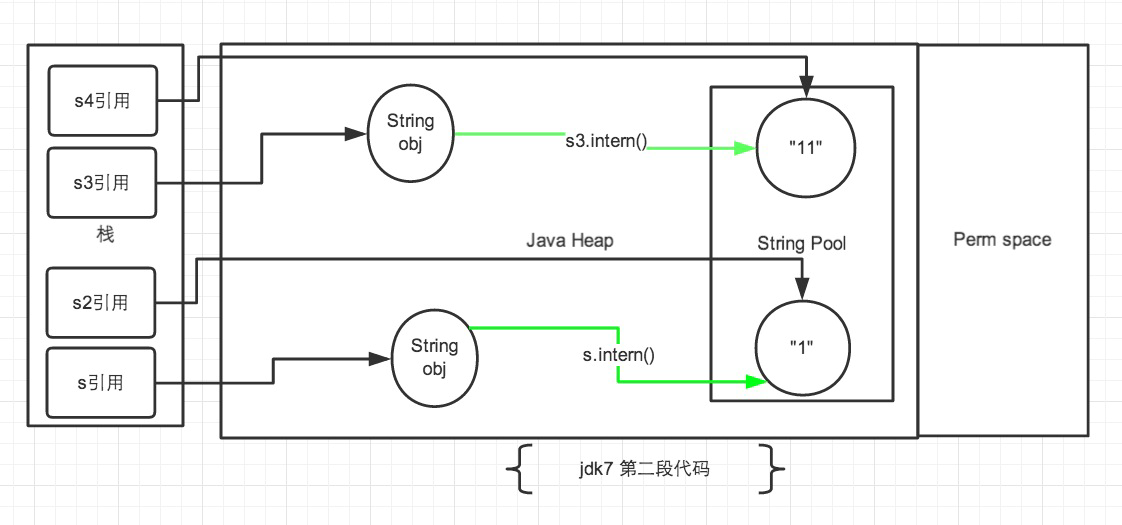 s4引用
String
obj
s3.intern()
"11"
s3引用
栈
Java Heap
String Pool
Perm space
s2引用
String
obj
s.intern()
"1"
s引用
jdk7 第二段代码